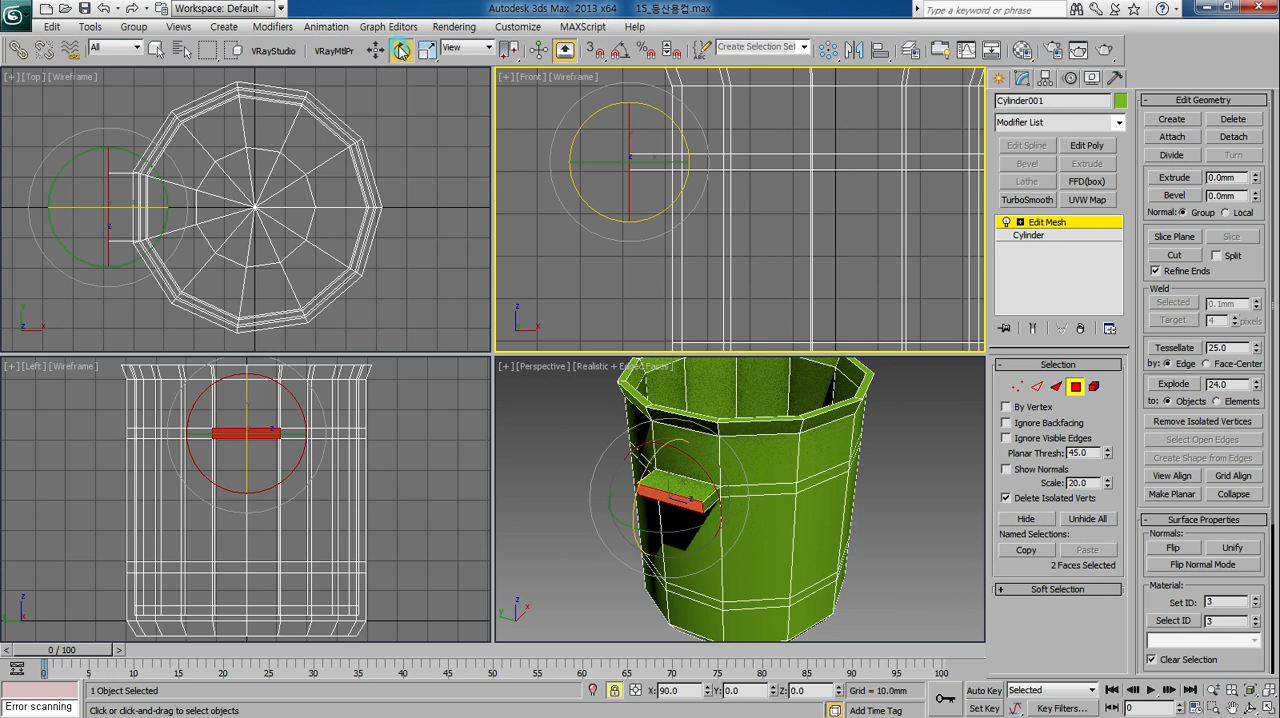 Workspace: Default
Autodesk 3ds Max 2013 x64 15_등산용컵.max
Type a keyword or phrase
Edit Tools Group Views Create Modifiers Animation Graph Editors Rendering Customize MAXScript Help
All VRayStudio VRayMtlPr View Create Selection Set
[+] [Top] [Wireframe]
[+] [Front] [Wireframe]
[+] [Left] [Wireframe]
[+] [Perspective] [Realistic + Edged Faces]
Cylinder001
Modifier List
Edit Spline Edit Poly
Bevel Extrude
Lathe FFD(box)
TurboSmooth UVW Map
Edit Mesh
Cylinder
Selection
By Vertex
Ignore Backfacing
Ignore Visible Edges
Planar Thresh: 45.0
Show Normals
Scale: 20.0
Delete Isolated Verts
Hide Unhide All
Named Selections:
Copy Paste
2 Faces Selected
Soft Selection
Edit Geometry
Create Delete
Attach Detach
Divide Turn
Extrude 0.0mm
Bevel 0.0mm
Normal: Group Local
Slice Plane Slice
Cut Split
Refine Ends
Weld
Selected 0.1mm
Target 4 pixels
Tessellate 25.0
by: Edge Face-Center
Explode 24.0
to: Objects Elements
Remove Isolated Vertices
Select Open Edges
Create Shape from Edges
View Align Grid Align
Make Planar Collapse
Surface Properties
Normals:
Flip Unify
Flip Normal Mode
Material:
Set ID: 3
Select ID 3
Clear Selection
0 / 100
0 5 10 15 20 25 30 35 40 45 50 55 60 65 70 75 80 85 90 95 100
1 Object Selected X: 90.0 Y: 0.0 Z: 0.0 Grid = 10.0mm Auto Key Selected
Error scanning Click or click-and-drag to select objects Add Time Tag Set Key Key Filters... 0